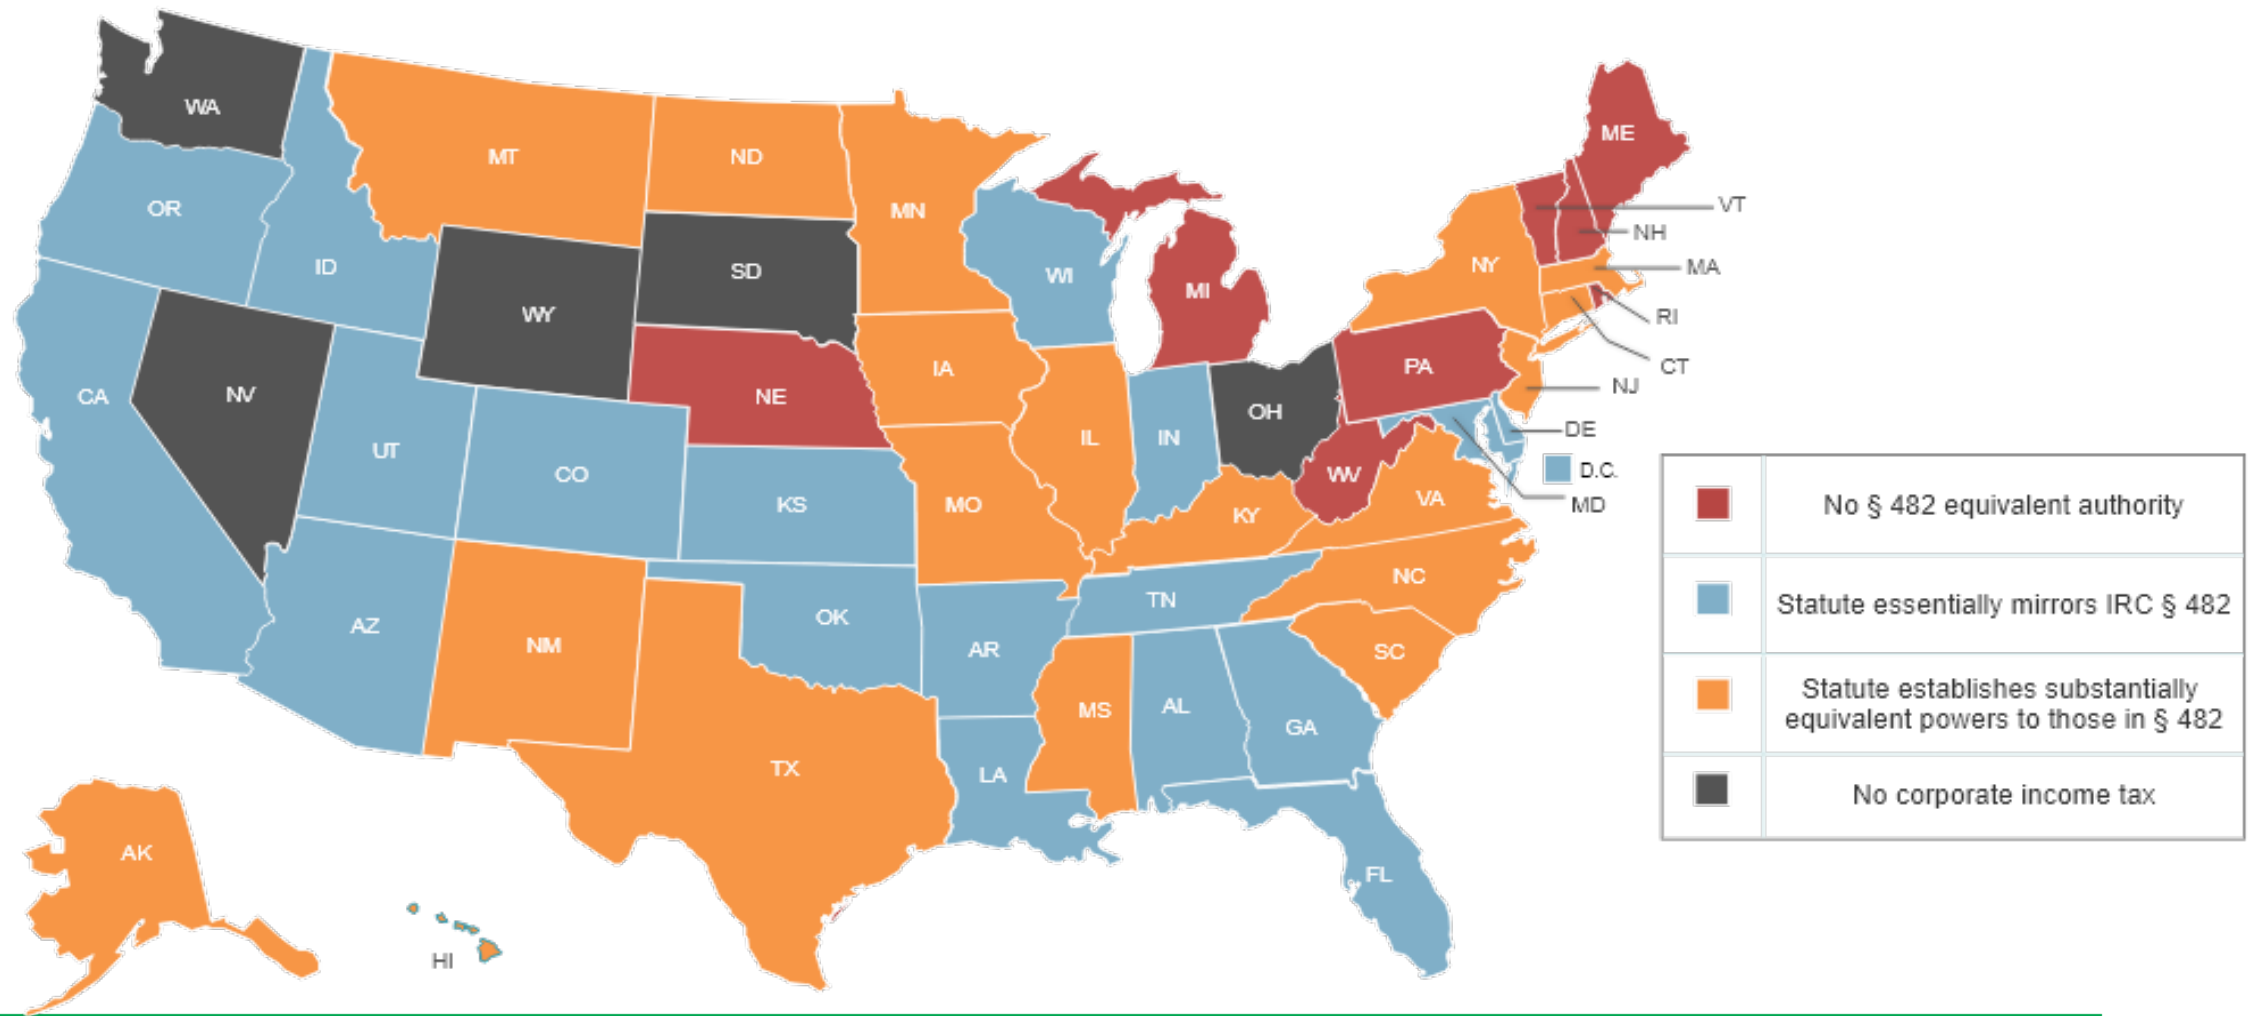 WA
MT
ND
MN
ME
OR
ID
SD
WI
MI
NY
VT
NH
MA
RI
CT
NJ
WY
NE
IA
PA
CA
NV
UT
CO
KS
MO
IL
IN
OH
WV
VA
KY
DE
D.C.
MD
AZ
NM
OK
AR
TN
NC
SC
TX
LA
MS
AL
GA
FL
AK
HI
No § 482 equivalent authority
Statute essentially mirrors IRC § 482
Statute establishes substantially
equivalent powers to those in § 482
No corporate income tax